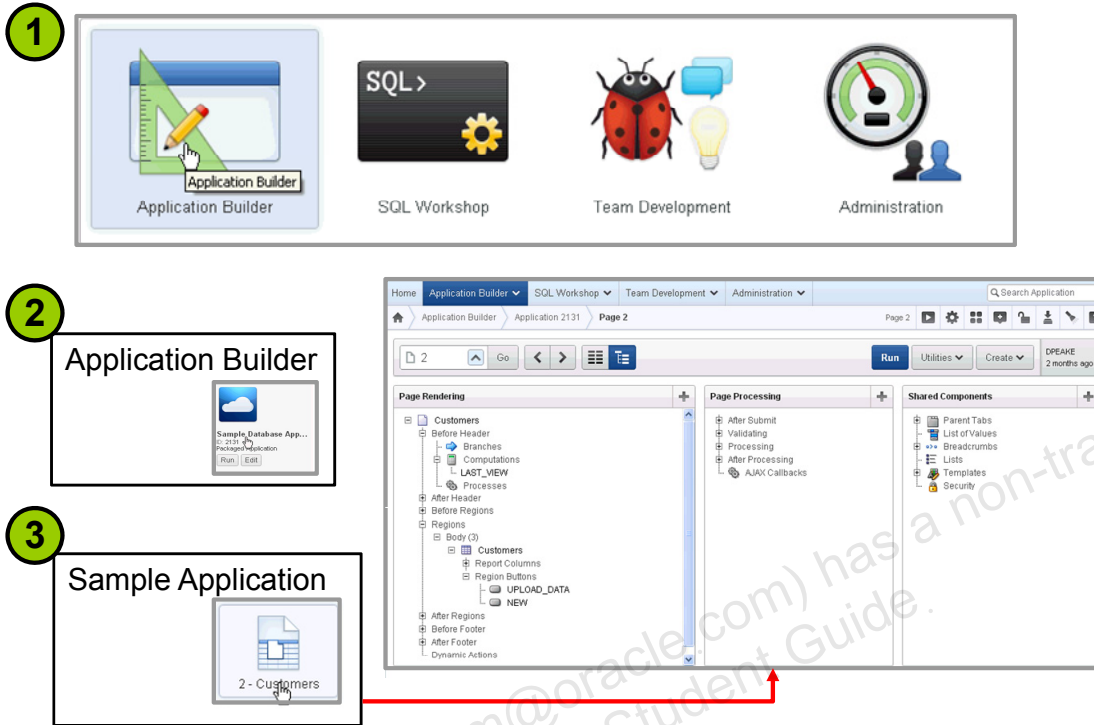 1
SQL>
Application Builder
Application Builder
SQL Workshop
Team Development
Administration
2
Application Builder
Sample Database App...
ID: 2131
Packaged Application
Run
Edit
3
Sample Application
2 - Customers
Home
Application Builder
SQL Workshop
Team Development
Administration
Search Application
Application Builder
Application 2131
Page 2
Page 2
2
Go
Run
Utilities
Create
DPEAKE
2 months ago
Page Rendering
Customers
Before Header
Branches
Computations
LAST_VIEW
Processes
After Header
Before Regions
Regions
Body (3)
Customers
Report Columns
Region Buttons
UPLOAD_DATA
NEW
After Regions
Before Footer
After Footer
Dynamic Actions
Page Processing
After Submit
Validating
Processing
After Processing
AJAX Callbacks
Shared Components
Parent Tabs
List of Values
Breadcrumbs
Lists
Templates
Security
@oracle.com) has a non-tra
Student Guide.